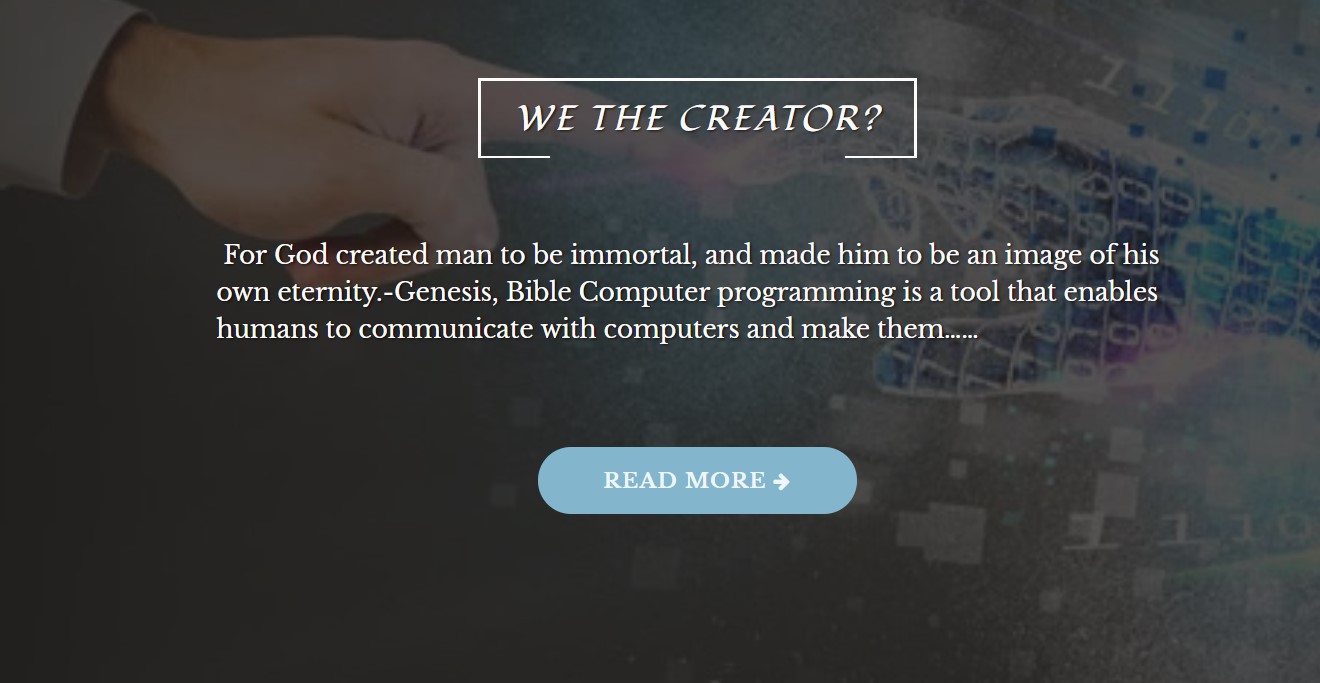 WE THE CREATOR?
For God created man to be immortal, and made him to be an image of his
own eternity.-Genesis, Bible Computer programming is a tool that enables
humans to communicate with computers and make them……
READ MORE